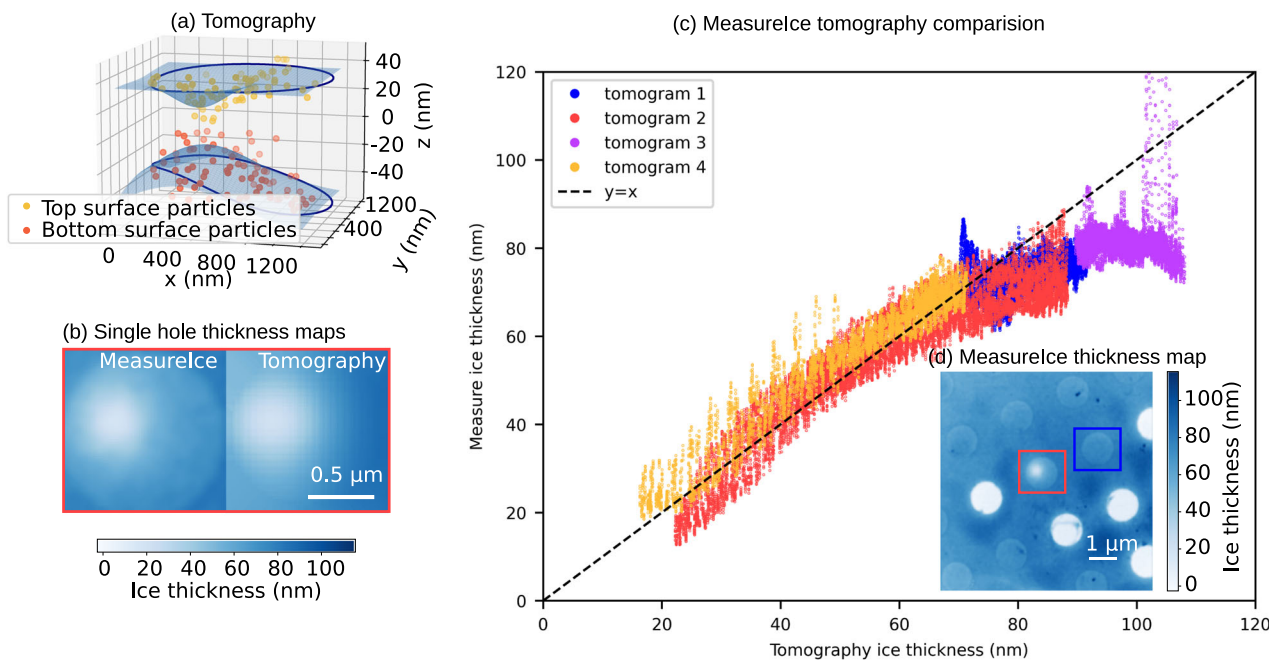 (a) Tomography
40
20
0
-20
-40
z (nm)
1200
400
y (nm)
0 400 800 1200
x (nm)
Top surface particles
Bottom surface particles
(b) Single hole thickness maps
MeasureIce Tomography
0.5 µm
0 20 40 60 80 100
Ice thickness (nm)
(c) MeasureIce tomography comparision
120
100
80
60
40
20
0
Measure ice thickness (nm)
tomogram 1
tomogram 2
tomogram 3
tomogram 4
y=x
0 20 40 60 80 100 120
Tomography ice thickness (nm)
(d) MeasureIce thickness map
1 µm
100
80
60
40
20
0
Ice thickness (nm)